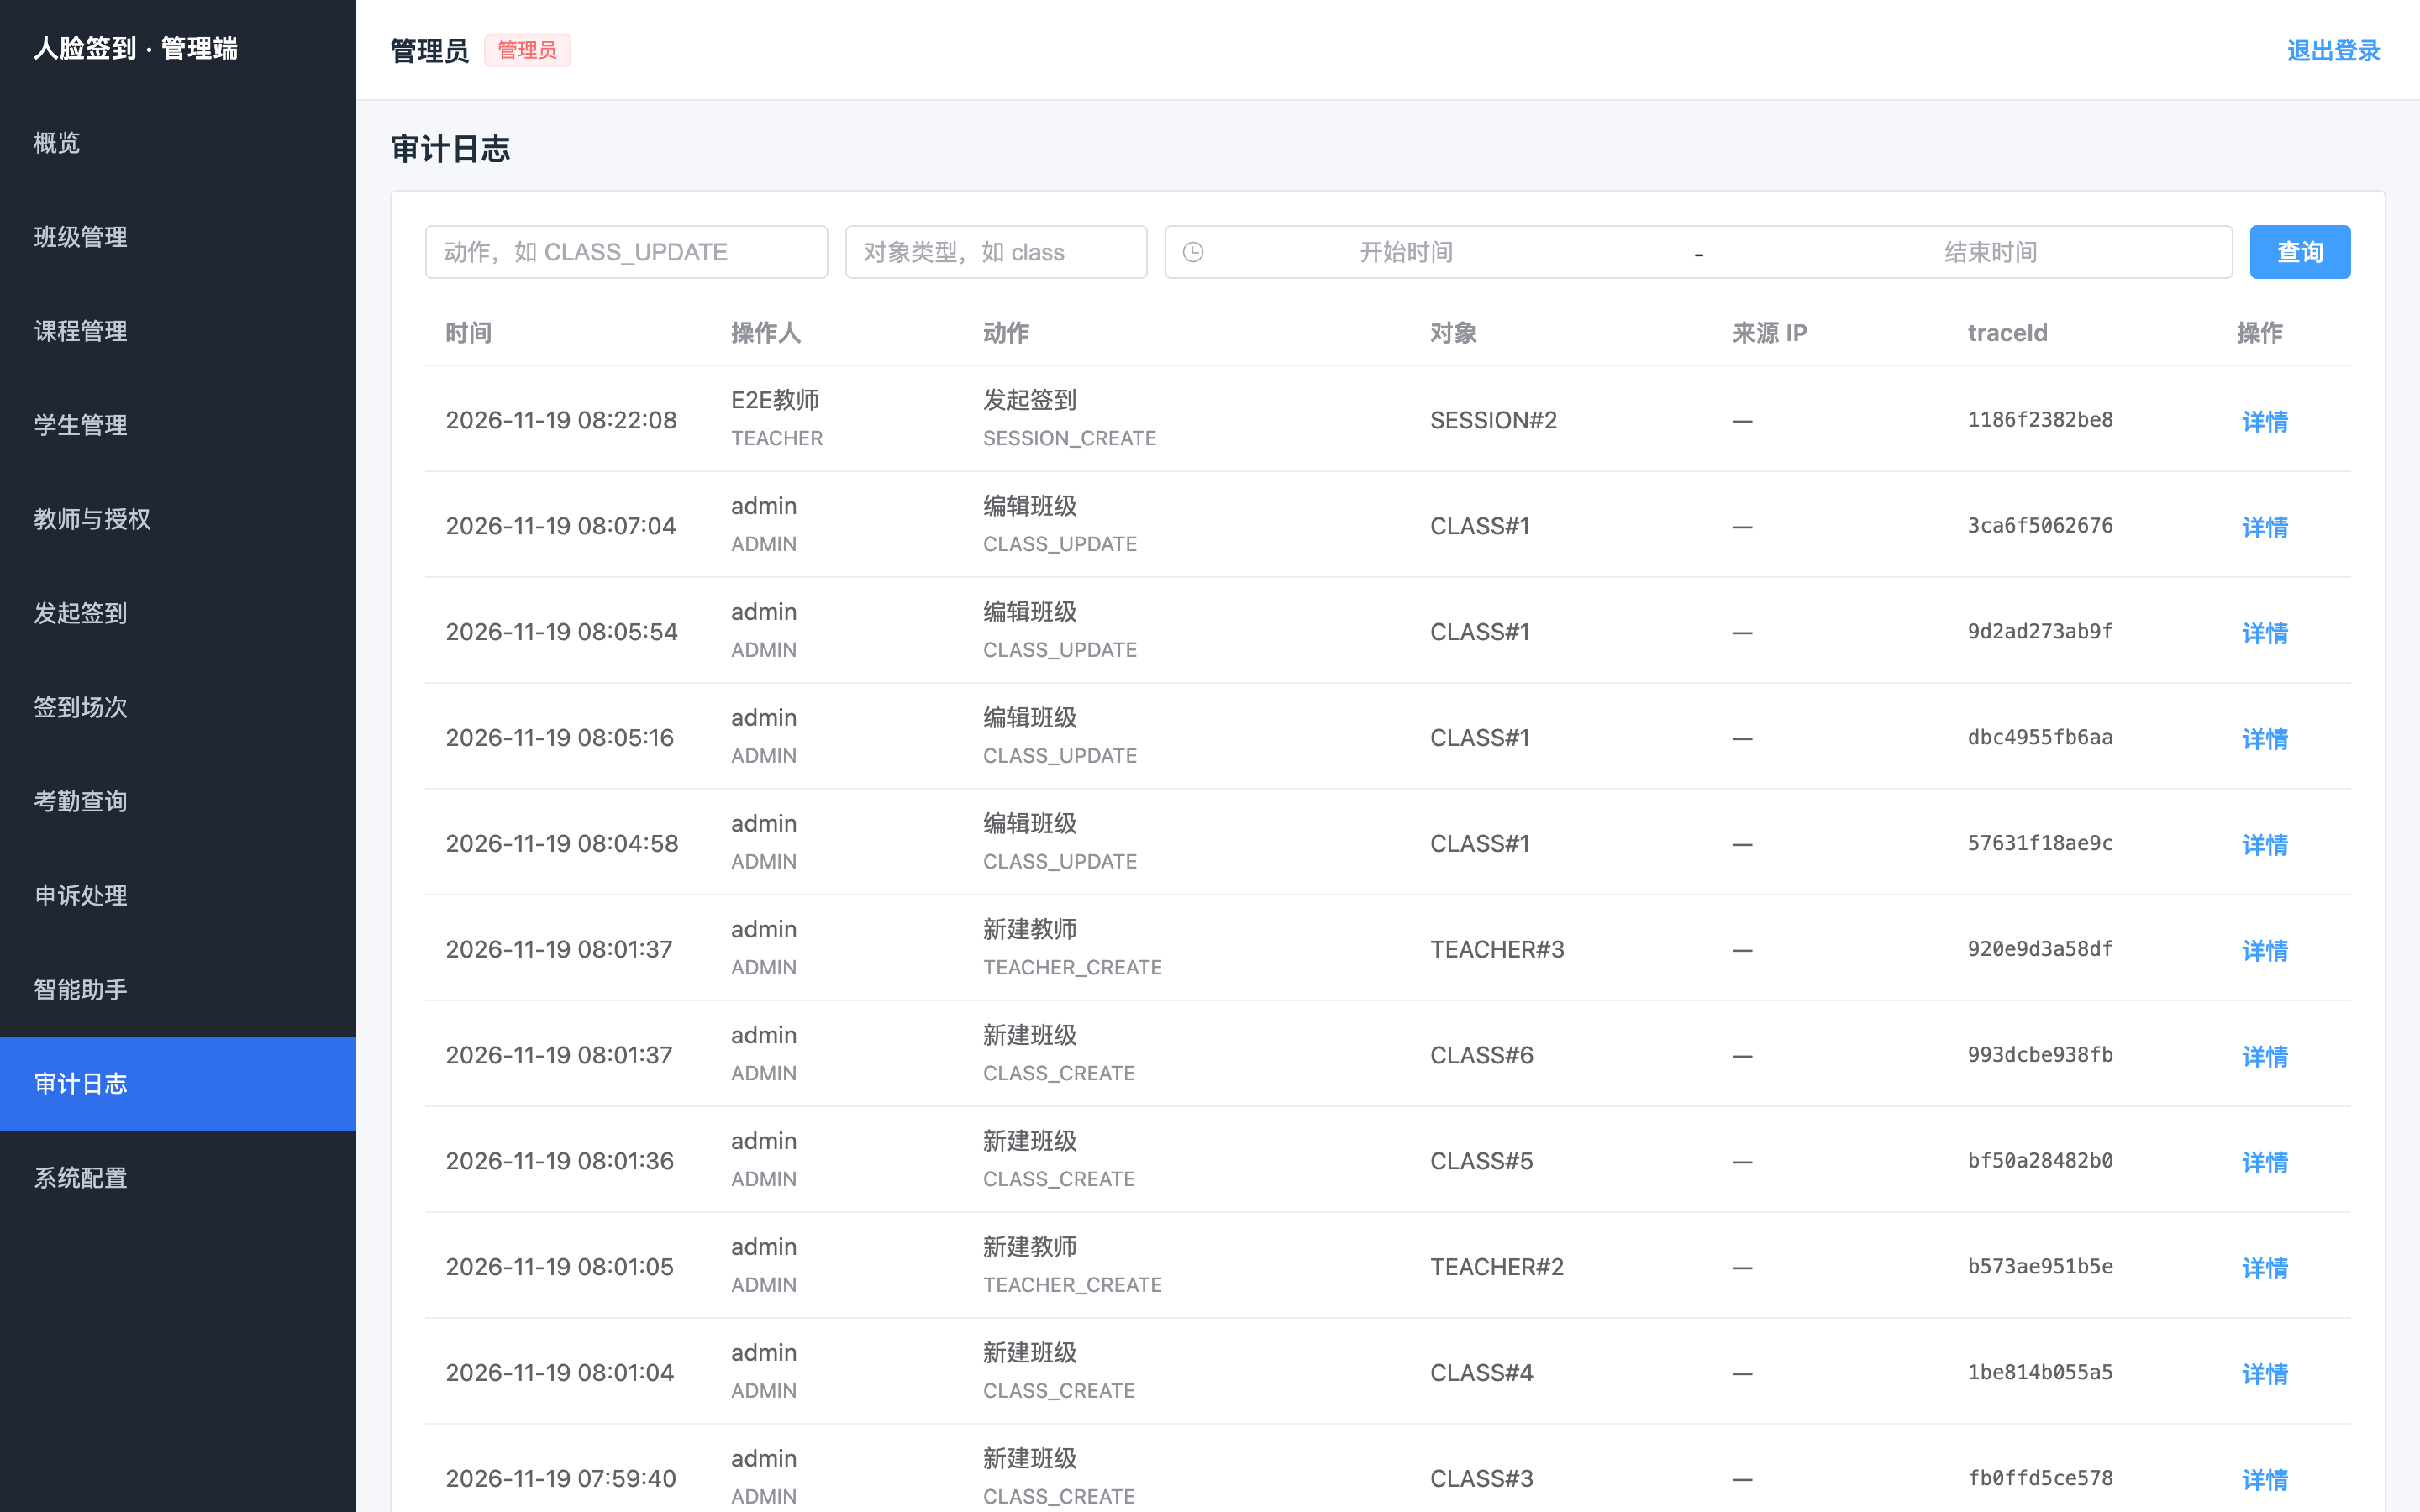 人脸签到 · 管理端
概览
班级管理
课程管理
学生管理
教师与授权
发起签到
签到场次
考勤查询
申诉处理
智能助手
审计日志
系统配置
管理员 管理员 退出登录
审计日志
动作，如 CLASS_UPDATE 对象类型，如 class 开始时间 - 结束时间 查询
时间 操作人 动作 对象 来源 IP traceId 操作
2026-11-19 08:22:08 E2E教师 TEACHER 发起签到 SESSION_CREATE SESSION#2 — 1186f2382be8 详情
2026-11-19 08:07:04 admin ADMIN 编辑班级 CLASS_UPDATE CLASS#1 — 3ca6f5062676 详情
2026-11-19 08:05:54 admin ADMIN 编辑班级 CLASS_UPDATE CLASS#1 — 9d2ad273ab9f 详情
2026-11-19 08:05:16 admin ADMIN 编辑班级 CLASS_UPDATE CLASS#1 — dbc4955fb6aa 详情
2026-11-19 08:04:58 admin ADMIN 编辑班级 CLASS_UPDATE CLASS#1 — 57631f18ae9c 详情
2026-11-19 08:01:37 admin ADMIN 新建教师 TEACHER_CREATE TEACHER#3 — 920e9d3a58df 详情
2026-11-19 08:01:37 admin ADMIN 新建班级 CLASS_CREATE CLASS#6 — 993dcbe938fb 详情
2026-11-19 08:01:36 admin ADMIN 新建班级 CLASS_CREATE CLASS#5 — bf50a28482b0 详情
2026-11-19 08:01:05 admin ADMIN 新建教师 TEACHER_CREATE TEACHER#2 — b573ae951b5e 详情
2026-11-19 08:01:04 admin ADMIN 新建班级 CLASS_CREATE CLASS#4 — 1be814b055a5 详情
2026-11-19 07:59:40 admin ADMIN 新建班级 CLASS_CREATE CLASS#3 — fb0ffd5ce578 详情